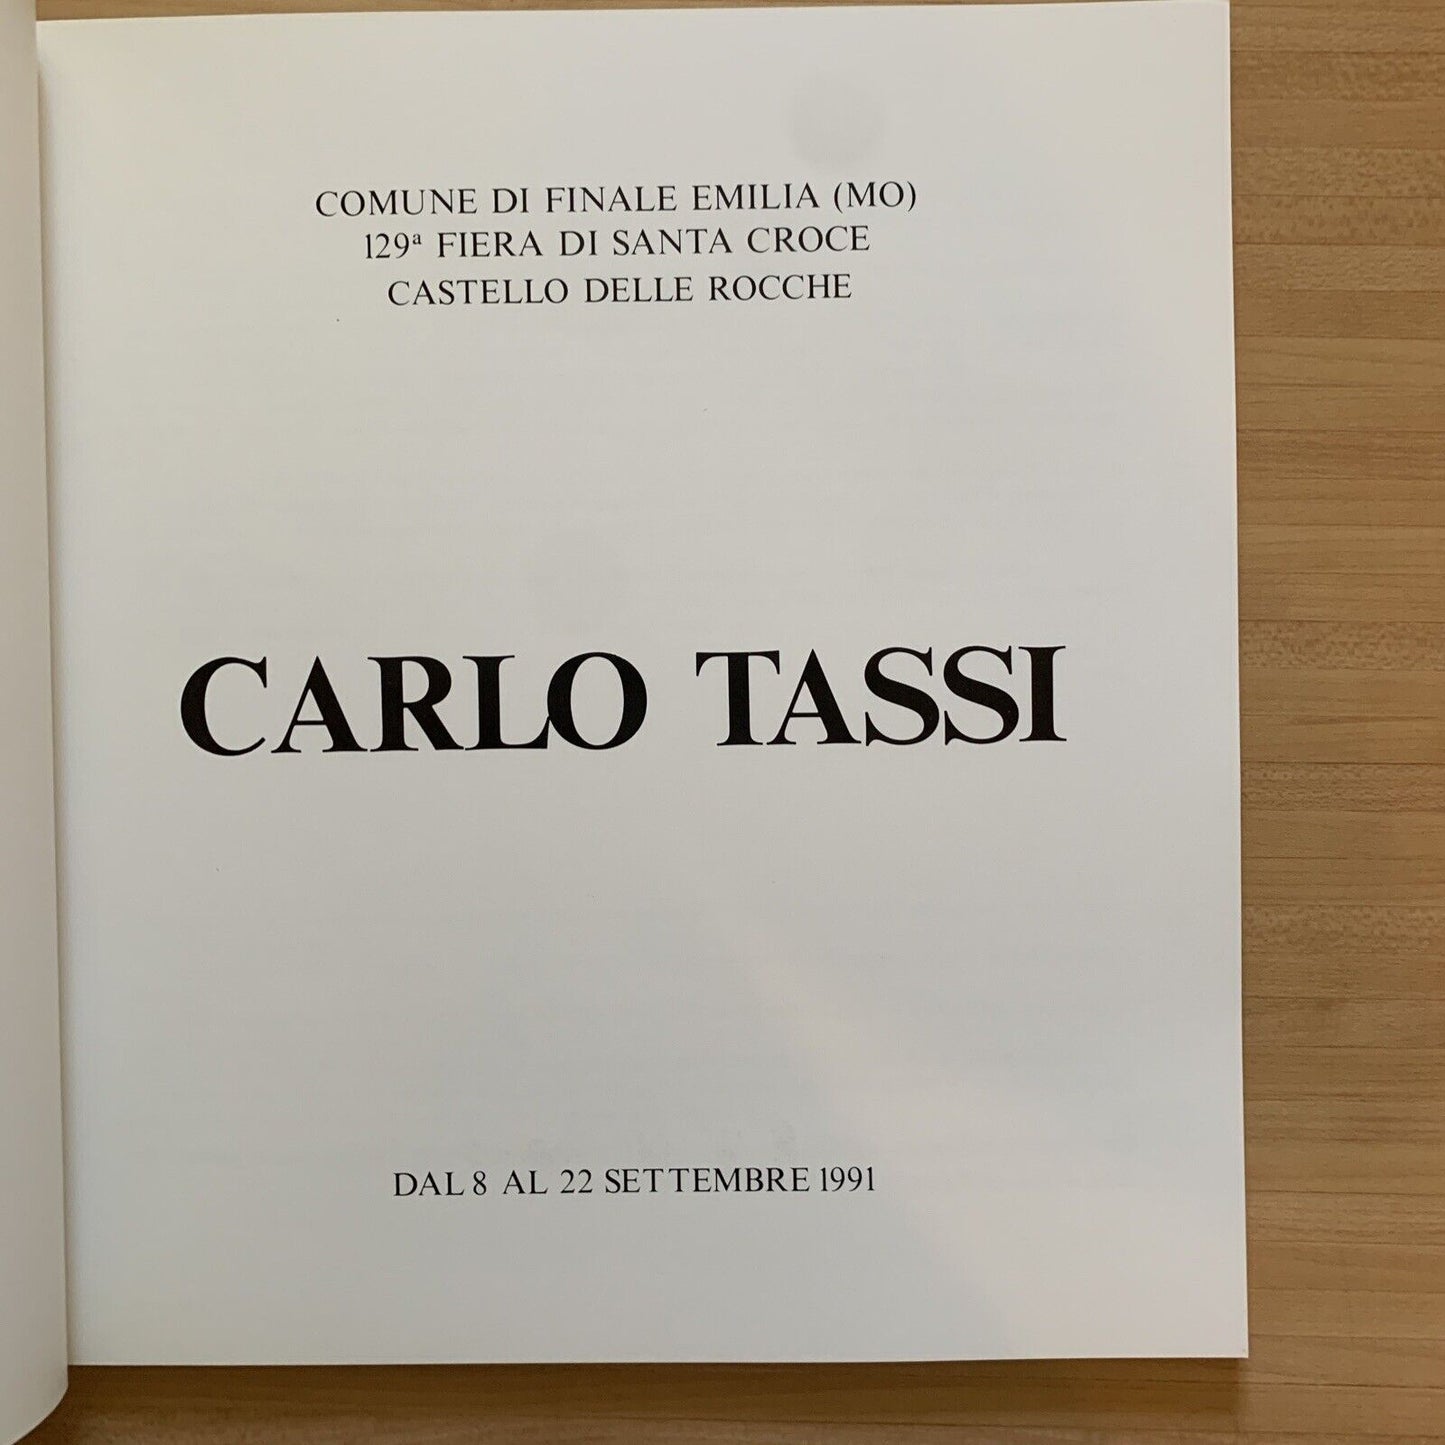 COMUNE DI FINALE EMILIA (MO)
129ª FIERA DI SANTA CROCE
CASTELLO DELLE ROCCHE
CARLO TASSI
DAL 8 AL 22 SETTEMBRE 1991